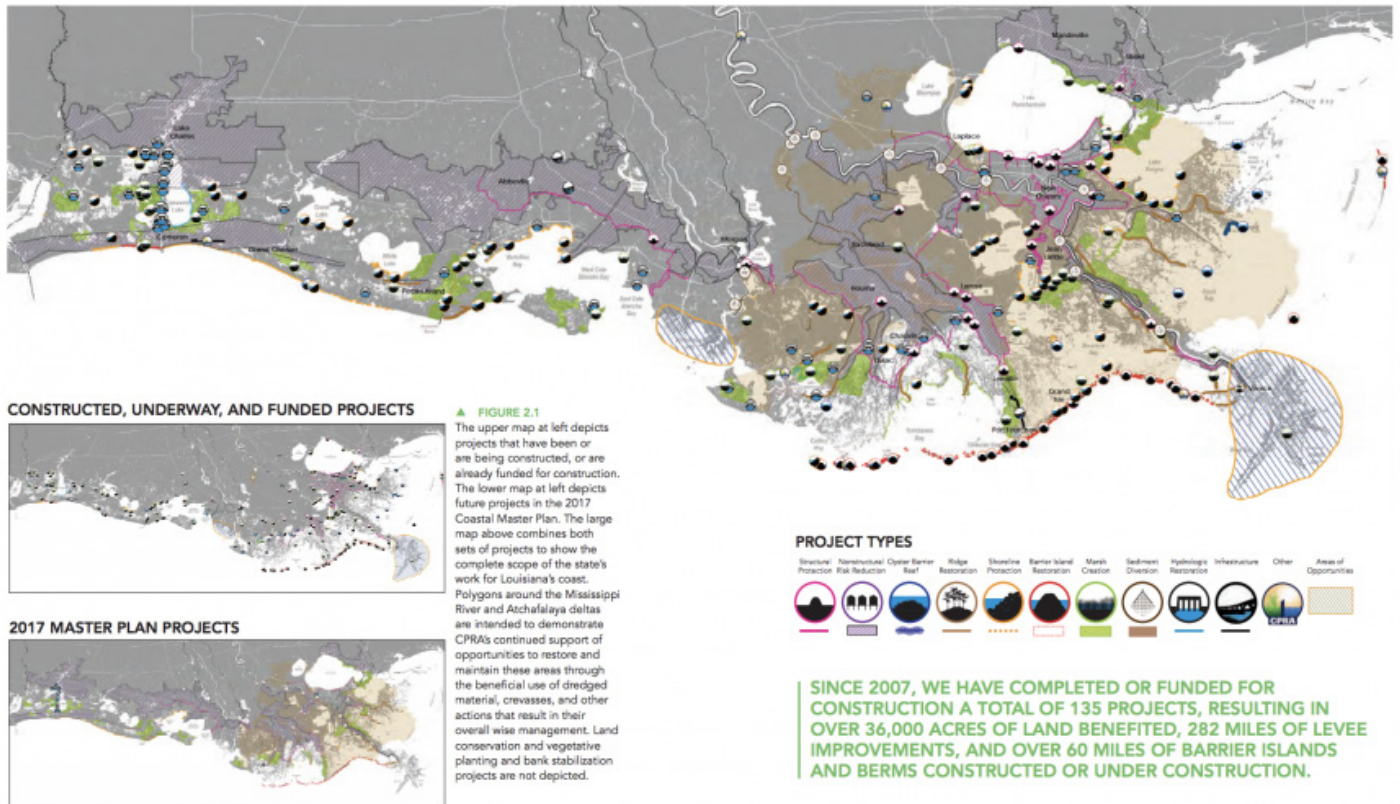 Mandeville
Slidell
Lake
Charles
Laplace
Abbeville
Grand Chenier
Cameron
Houma
Larose
CONSTRUCTED, UNDERWAY, AND FUNDED PROJECTS
2017 MASTER PLAN PROJECTS
▲ FIGURE 2.1
The upper map at left depicts
projects that have been or
are being constructed, or are
already funded for construction.
The lower map at left depicts
future projects in the 2017
Coastal Master Plan. The large
map above combines both
sets of projects to show the
complete scope of the state's
work for Louisiana's coast.
Polygons around the Mississippi
River and Atchafalaya deltas
are intended to demonstrate
CPRA's continued support of
opportunities to restore and
maintain these areas through
the beneficial use of dredged
material, crevasses, and other
actions that result in their
overall wise management. Land
conservation and vegetative
planting and bank stabilization
projects are not depicted.
PROJECT TYPES
Structural
Protection
Nonstructural
Risk Reduction
Oyster Barrier
Reef
Ridge
Restoration
Shoreline
Protection
Barrier Island
Restoration
Marsh
Creation
Sediment
Diversion
Hydrologic
Restoration
Infrastructure
Other
CPRA
Areas of
Opportunities
SINCE 2007, WE HAVE COMPLETED OR FUNDED FOR
CONSTRUCTION A TOTAL OF 135 PROJECTS, RESULTING IN
OVER 36,000 ACRES OF LAND BENEFITED, 282 MILES OF LEVEE
IMPROVEMENTS, AND OVER 60 MILES OF BARRIER ISLANDS
AND BERMS CONSTRUCTED OR UNDER CONSTRUCTION.